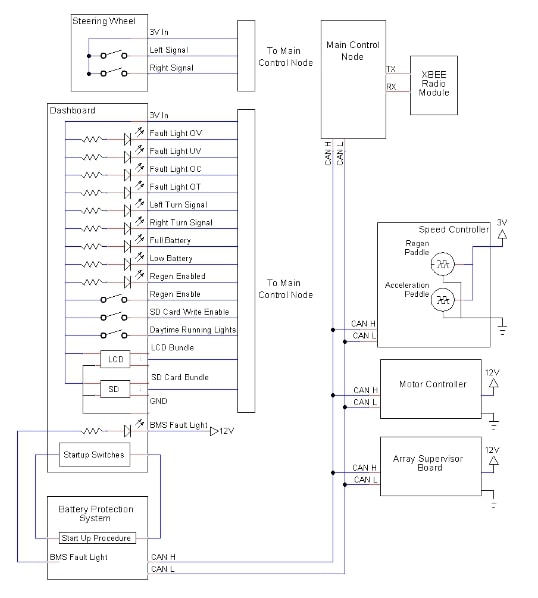 Steering Wheel
3V In
Left Signal
Right Signal
To Main
Control Node
Main Control
Node
TX
RX
XBEE
Radio
Module
CAN H
CAN L
Dashboard
3V In
Fault Light OV
Fault Light UV
Fault Light OC
Fault Light OT
Left Turn Signal
Right Turn Signal
Full Battery
Low Battery
Regen Enabled
Regen Enable
SD Card Write Enable
Daytime Running Lights
LCD Bundle
LCD
SD Card Bundle
SD
GND
To Main
Control Node
BMS Fault Light
12V
Startup Switches
Battery Protection
System
Start Up Procedure
BMS Fault Light
CAN H
CAN L
3V
Speed Controller
Regen
Paddle
Acceleration
Peddle
CAN H
CAN L
12V
Motor Controller
CAN H
CAN L
12V
Array Supervisor
Board
CAN H
CAN L